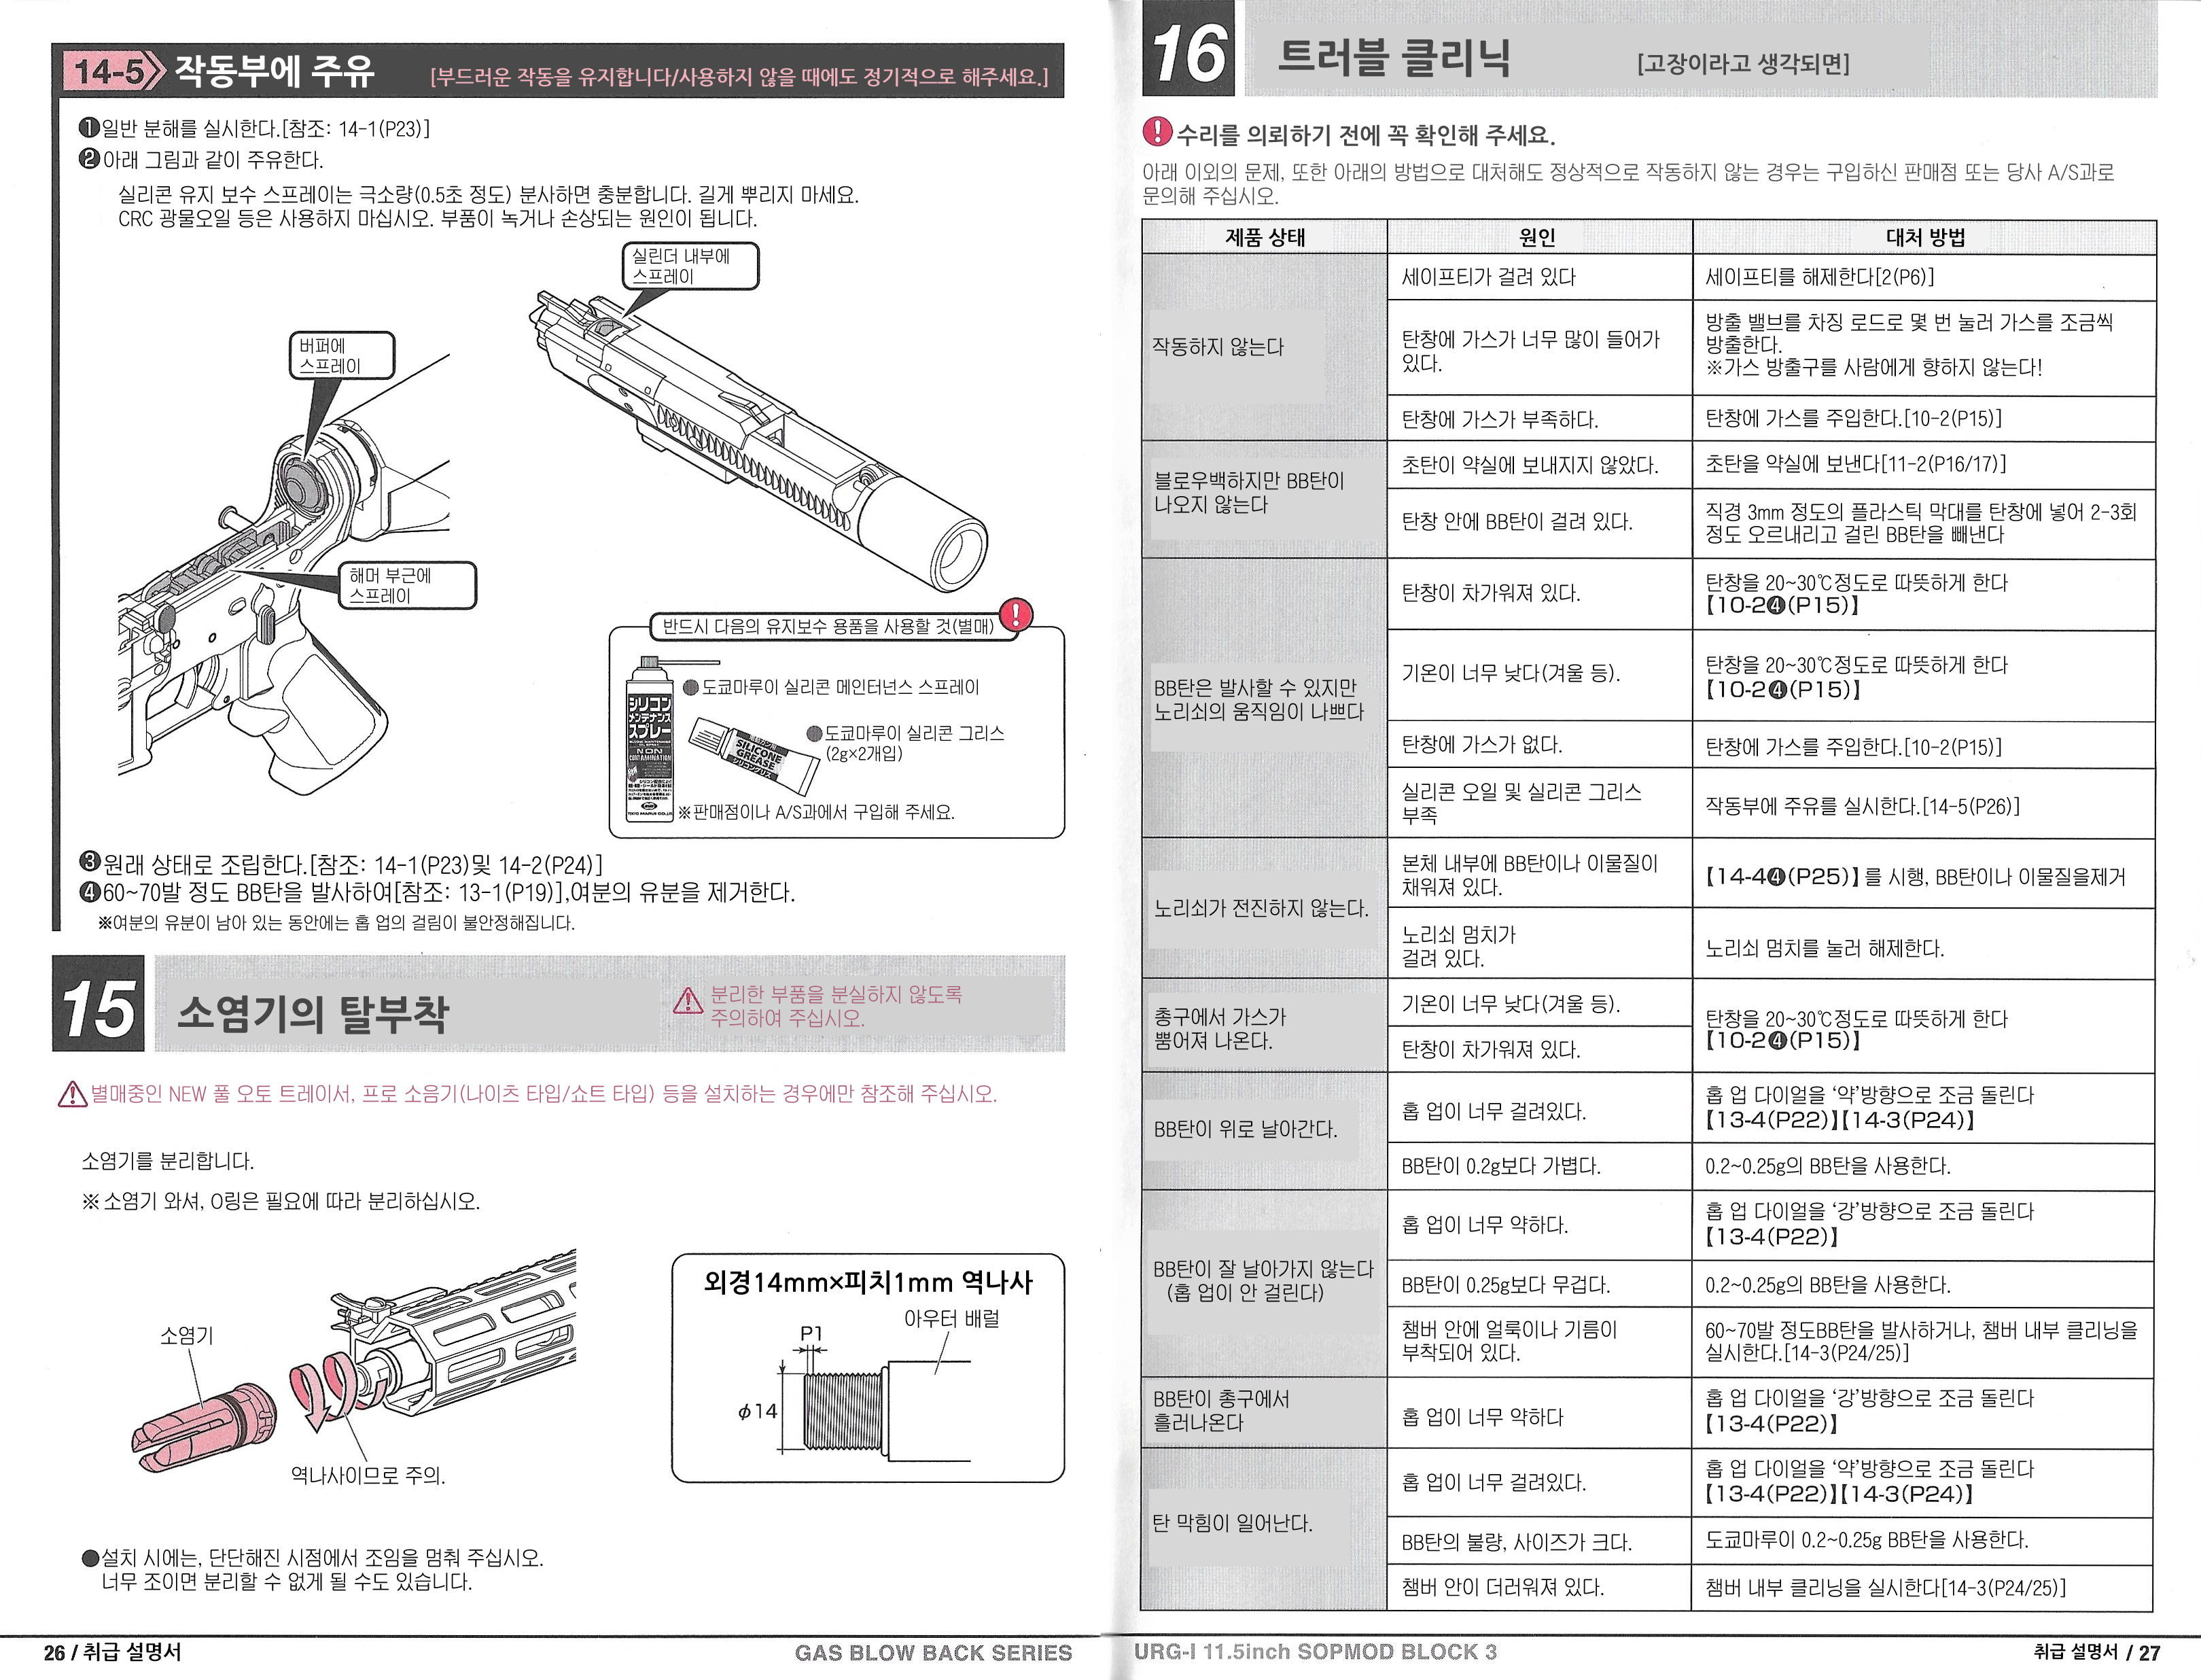 14-5 작동부에 주유 [부드러운 작동을 유지합니다/사용하지 않을 때에도 정기적으로 해주세요.]
❶일반 분해를 실시한다.[참조: 14-1(P23)]
❷아래 그림과 같이 주유한다.
실리콘 유지 보수 스프레이는 극소량(0.5초 정도) 분사하면 충분합니다. 길게 뿌리지 마세요.
CRC 광물오일 등은 사용하지 마십시오. 부품이 녹거나 손상되는 원인이 됩니다.
실린더 내부에
스프레이
버퍼에
스프레이
해머 부근에
스프레이
반드시 다음의 유지보수 용품을 사용할 것(별매)
シリコン
メンテナンス
スプレー
NON
CONTAMINATION
TOKYO MARUI CO.,LTD
●도쿄마루이 실리콘 메인터넌스 스프레이
SILICONE
GREASE
シリコングリス
●도쿄마루이 실리콘 그리스
(2g×2개입)
※판매점이나 A/S과에서 구입해 주세요.
❸원래 상태로 조립한다.[참조: 14-1(P23)및 14-2(P24)]
❹60~70발 정도 BB탄을 발사하여[참조: 13-1(P19)],여분의 유분을 제거한다.
※여분의 유분이 남아 있는 동안에는 홉 업의 걸림이 불안정해집니다.
15 소염기의 탈부착
분리한 부품을 분실하지 않도록
주의하여 주십시오.
별매중인 NEW 풀 오토 트레이서, 프로 소음기(나이츠 타입/쇼트 타입) 등을 설치하는 경우에만 참조해 주십시오.
소염기를 분리합니다.
※ 소염기 와셔, O링은 필요에 따라 분리하십시오.
소염기
역나사이므로 주의.
외경14mm×피치1mm 역나사
아우터 배럴
P1
φ14
●설치 시에는, 단단해진 시점에서 조임을 멈춰 주십시오.
너무 조이면 분리할 수 없게 될 수도 있습니다.
26 / 취급 설명서
GAS BLOW BACK SERIES
16 트러블 클리닉 [고장이라고 생각되면]
수리를 의뢰하기 전에 꼭 확인해 주세요.
아래 이외의 문제, 또한 아래의 방법으로 대처해도 정상적으로 작동하지 않는 경우는 구입하신 판매점 또는 당사 A/S과로
문의해 주십시오.
제품 상태 원인 대처 방법
작동하지 않는다
세이프티가 걸려 있다
세이프티를 해제한다[2(P6)]
탄창에 가스가 너무 많이 들어가
있다.
방출 밸브를 차징 로드로 몇 번 눌러 가스를 조금씩
방출한다.
※가스 방출구를 사람에게 향하지 않는다!
탄창에 가스가 부족하다.
탄창에 가스를 주입한다.[10-2(P15)]
블로우백하지만 BB탄이
나오지 않는다
초탄이 약실에 보내지지 않았다.
초탄을 약실에 보낸다[11-2(P16/17)]
탄창 안에 BB탄이 걸려 있다.
직경 3mm 정도의 플라스틱 막대를 탄창에 넣어 2-3회
정도 오르내리고 걸린 BB탄을 빼낸다
BB탄은 발사할 수 있지만
노리쇠의 움직임이 나쁘다
탄창이 차가워져 있다.
탄창을 20~30℃정도로 따뜻하게 한다
【10-2❹(P15)】
기온이 너무 낮다(겨울 등).
탄창을 20~30℃정도로 따뜻하게 한다
【10-2❹(P15)】
탄창에 가스가 없다.
탄창에 가스를 주입한다.[10-2(P15)]
실리콘 오일 및 실리콘 그리스
부족
작동부에 주유를 실시한다.[14-5(P26)]
노리쇠가 전진하지 않는다.
본체 내부에 BB탄이나 이물질이
채워져 있다.
【14-4❹(P25)】를 시행, BB탄이나 이물질을제거
노리쇠 멈치가
걸려 있다.
노리쇠 멈치를 눌러 해제한다.
총구에서 가스가
뿜어져 나온다.
기온이 너무 낮다(겨울 등).
탄창이 차가워져 있다.
탄창을 20~30℃정도로 따뜻하게 한다
【10-2❹(P15)】
BB탄이 위로 날아간다.
홉 업이 너무 걸려있다.
홉 업 다이얼을 ‘약’방향으로 조금 돌린다
【13-4(P22)】【14-3(P24)】
BB탄이 0.2g보다 가볍다.
0.2~0.25g의 BB탄을 사용한다.
BB탄이 잘 날아가지 않는다
(홉 업이 안 걸린다)
홉 업이 너무 약하다.
홉 업 다이얼을 ‘강’방향으로 조금 돌린다
【13-4(P22)】
BB탄이 0.25g보다 무겁다.
0.2~0.25g의 BB탄을 사용한다.
챔버 안에 얼룩이나 기름이
부착되어 있다.
60~70발 정도BB탄을 발사하거나, 챔버 내부 클리닝을
실시한다.[14-3(P24/25)]
BB탄이 총구에서
흘러나온다
홉 업이 너무 약하다
홉 업 다이얼을 ‘강’방향으로 조금 돌린다
【13-4(P22)】
탄 막힘이 일어난다.
홉 업이 너무 걸려있다.
홉 업 다이얼을 ‘약’방향으로 조금 돌린다
【13-4(P22)】【14-3(P24)】
BB탄의 불량, 사이즈가 크다.
도쿄마루이 0.2~0.25g BB탄을 사용한다.
챔버 안이 더러워져 있다.
챔버 내부 클리닝을 실시한다[14-3(P24/25)]
URG-I 11.5inch SOPMOD BLOCK 3
취급 설명서 / 27